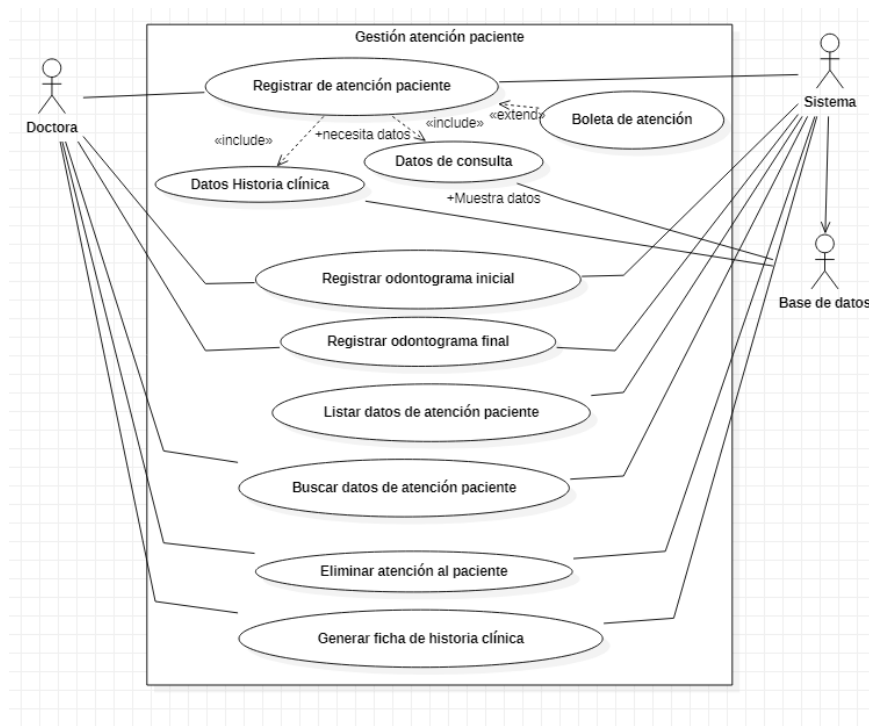 Gestión atención paciente
Registrar de atención paciente
Doctora
Sistema
«include»
+necesita datos
«include»
«extend»
Boleta de atención
Datos de consulta
Datos Historia clínica
+Muestra datos
Registrar odontograma inicial
Base de datos
Registrar odontograma final
Listar datos de atención paciente
Buscar datos de atención paciente
Eliminar atención al paciente
Generar ficha de historia clínica